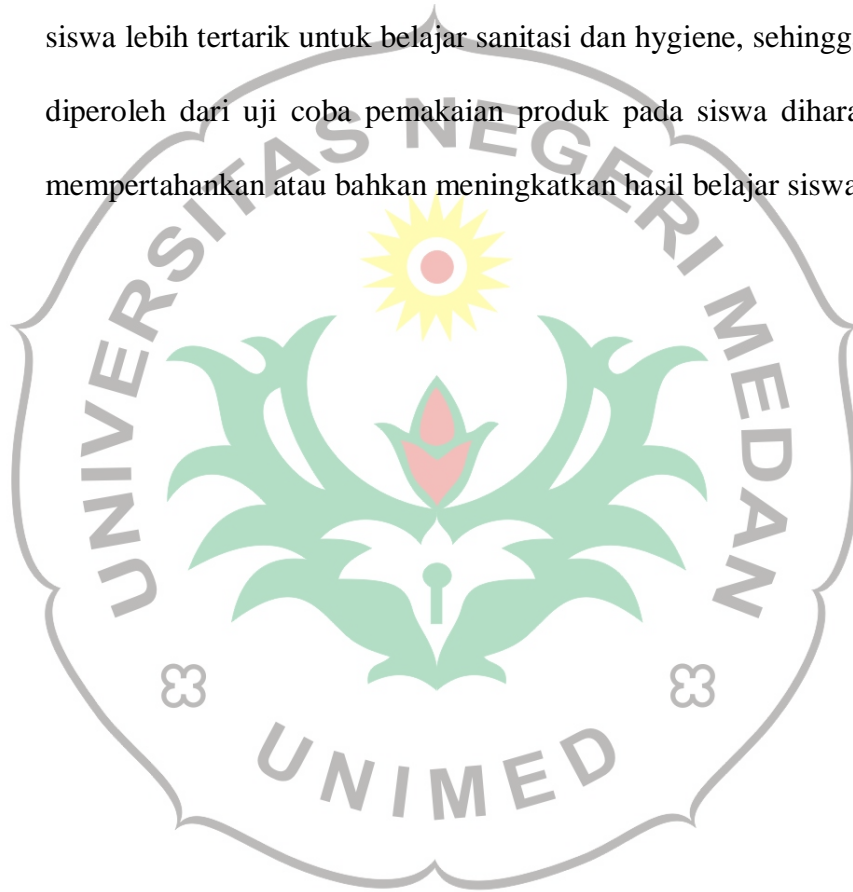 siswa lebih tertarik untuk belajar sanitasi dan hygiene, sehingg
diperoleh dari uji coba pemakaian produk pada siswa dihara
mempertahankan atau bahkan meningkatkan hasil belajar siswa
UNIVERSITAS NEGERI MEDAN
UNIMED